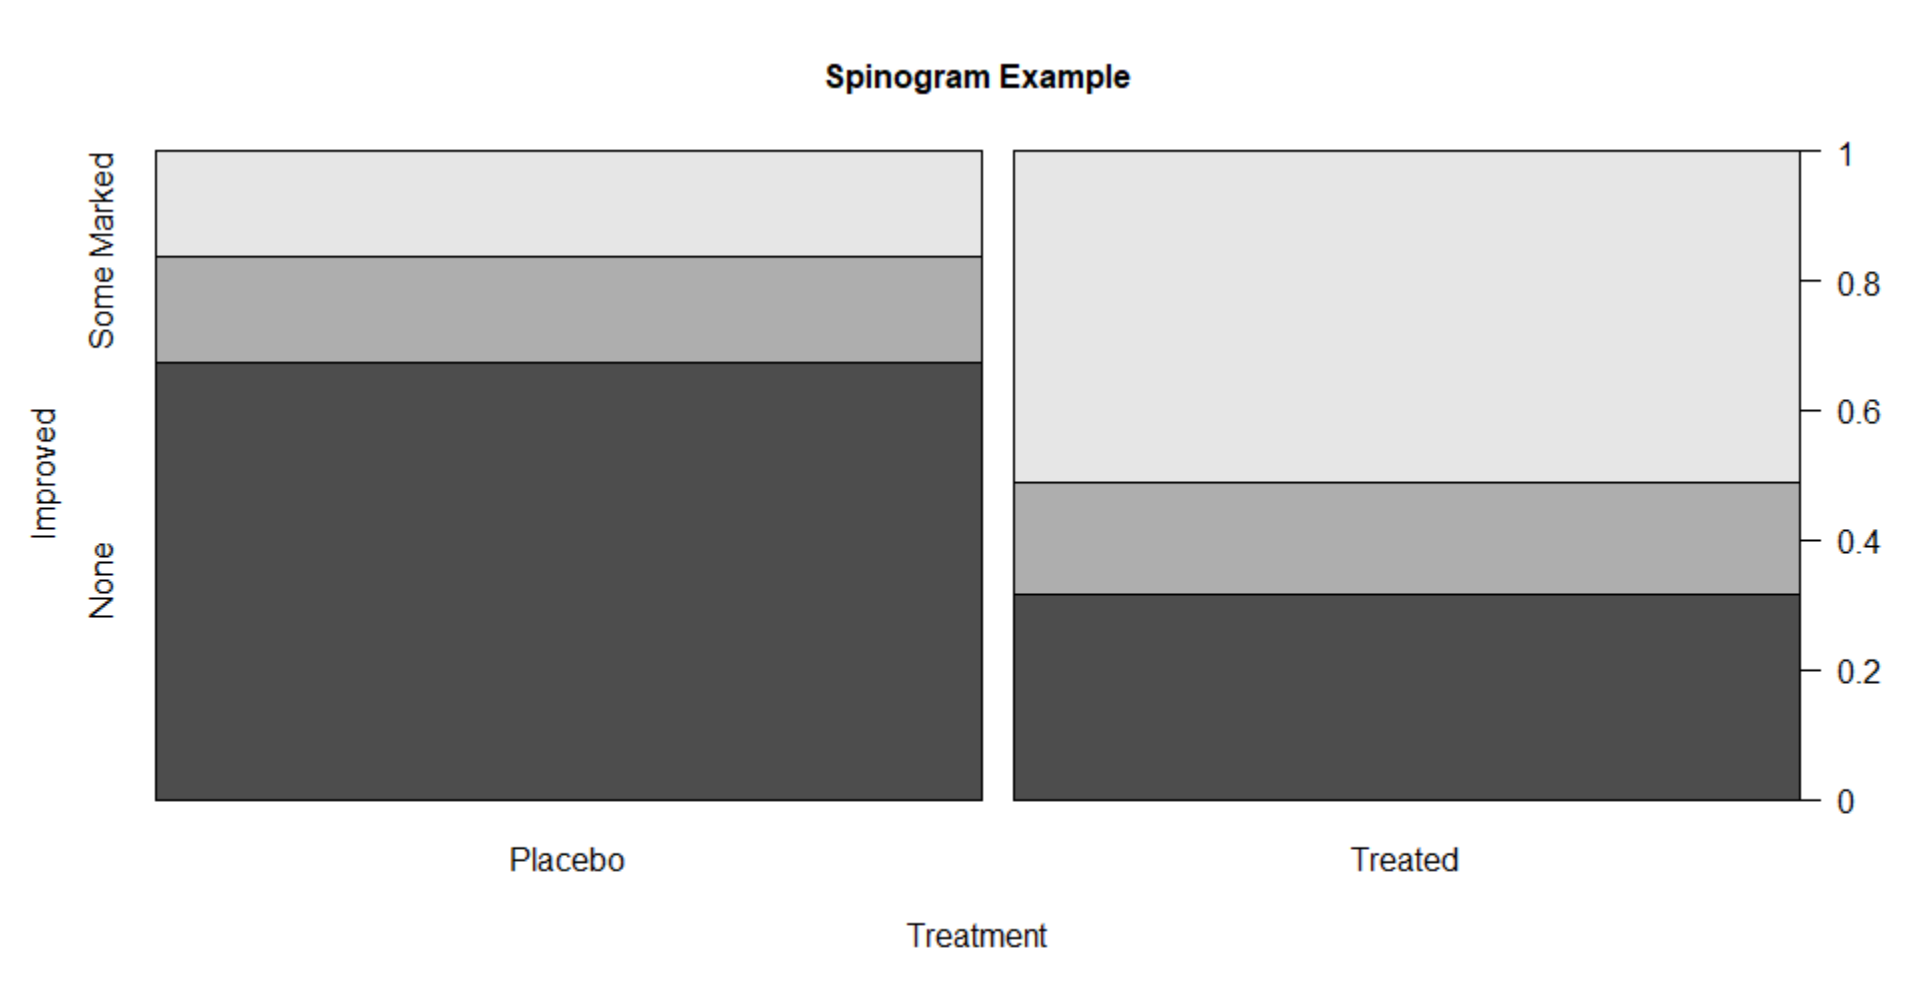 Spinogram Example
Improved
None
Some
Marked
1
0.8
0.6
0.4
0.2
0
Placebo
Treated
Treatment